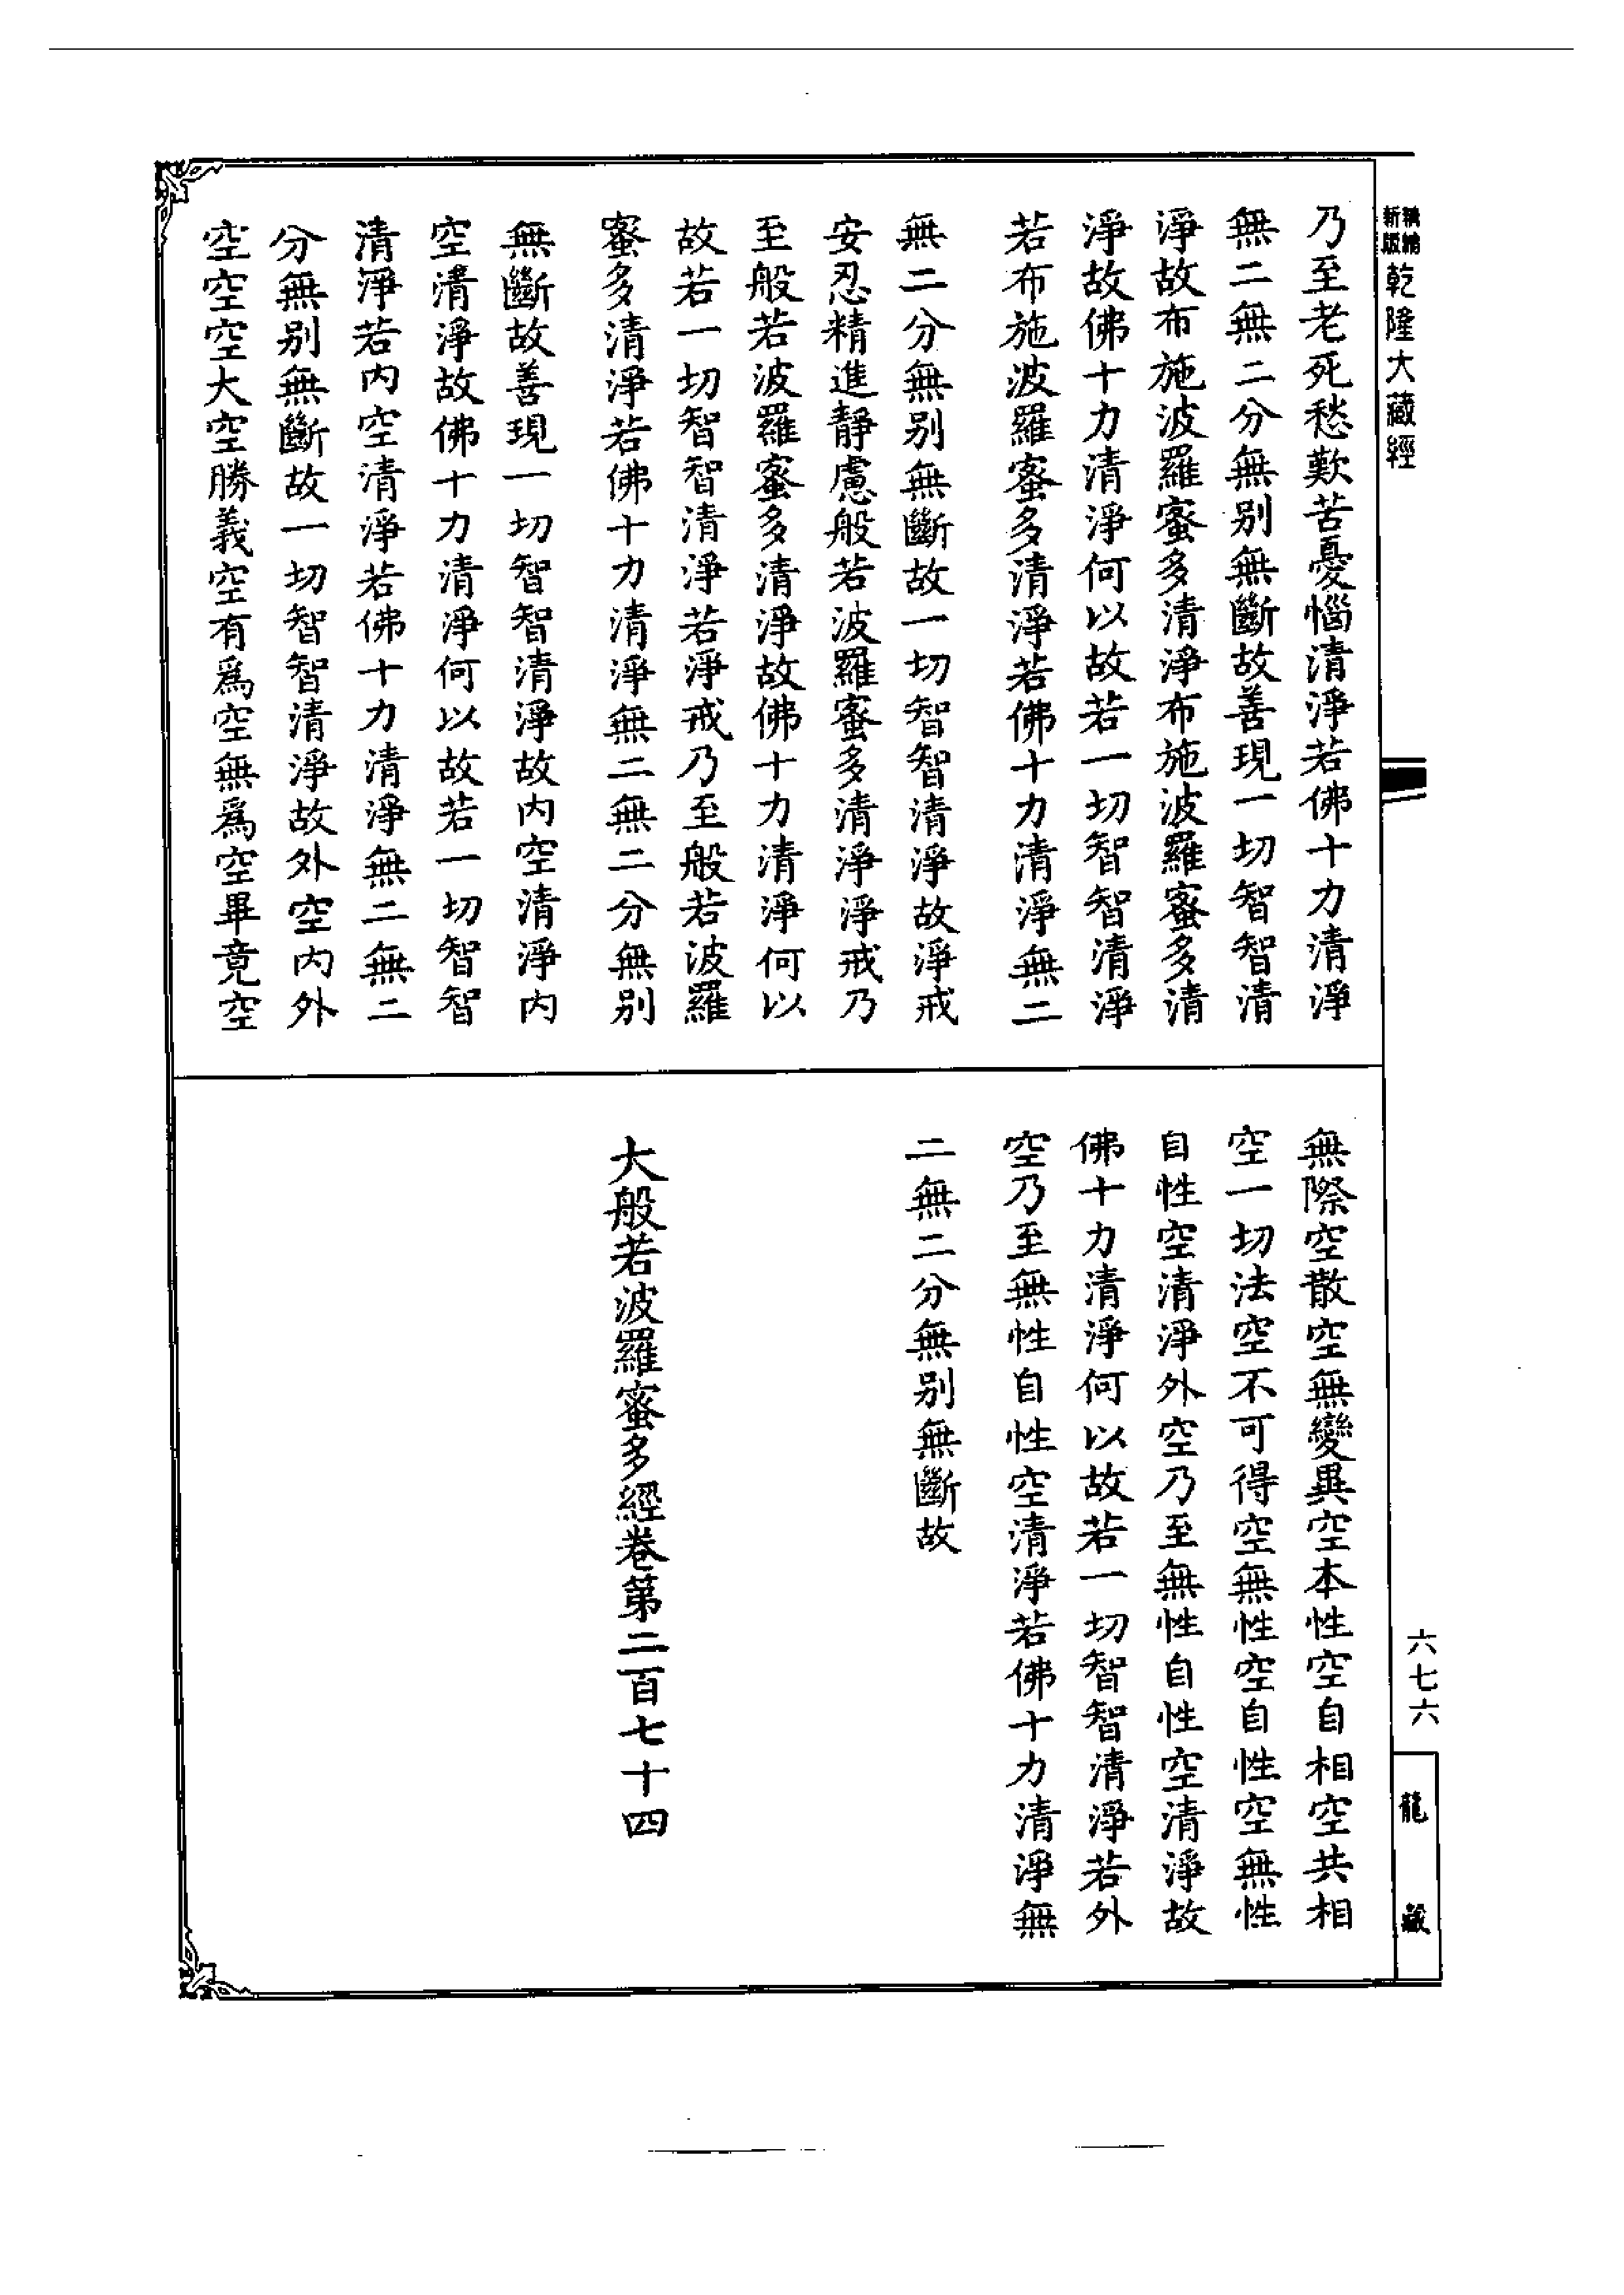 新版精縮乾隆大藏經
乃至老死愁歎苦憂惱清淨若佛十力清淨
無二無二分無别無斷故善現一切智智清
淨故布施波羅蜜多清淨布施波羅蜜多清
淨故佛十力清淨何以故若一切智智清淨
若布施波羅蜜多清淨若佛十力清淨無二
無二分無别無斷故一切智智清淨故淨戒
安忍精進靜慮般若波羅蜜多清淨淨戒乃
至般若波羅蜜多清淨故佛十力清淨何以
故若一切智智清淨若淨戒乃至般若波羅
蜜多清淨若佛十力清淨無二無二分無别
無斷故善現一切智智清淨故内空清淨内
空清淨故佛十力清淨何以故若一切智智
清淨若内空清淨若佛十力清淨無二無二
分無别無斷故一切智智清淨故外空内外
空空空大空勝義空有爲空無爲空畢竟空
無際空散空無變異空本性空自相空共相
空一切法空不可得空無性空自性空無性
自性空清淨外空乃至無性自性空清淨故
佛十力清淨何以故若一切智智清淨若外
空乃至無性自性空清淨若佛十力清淨無
二無二分無别無斷故
大般若波羅蜜多經卷第二百七十四
六七六
龍藏